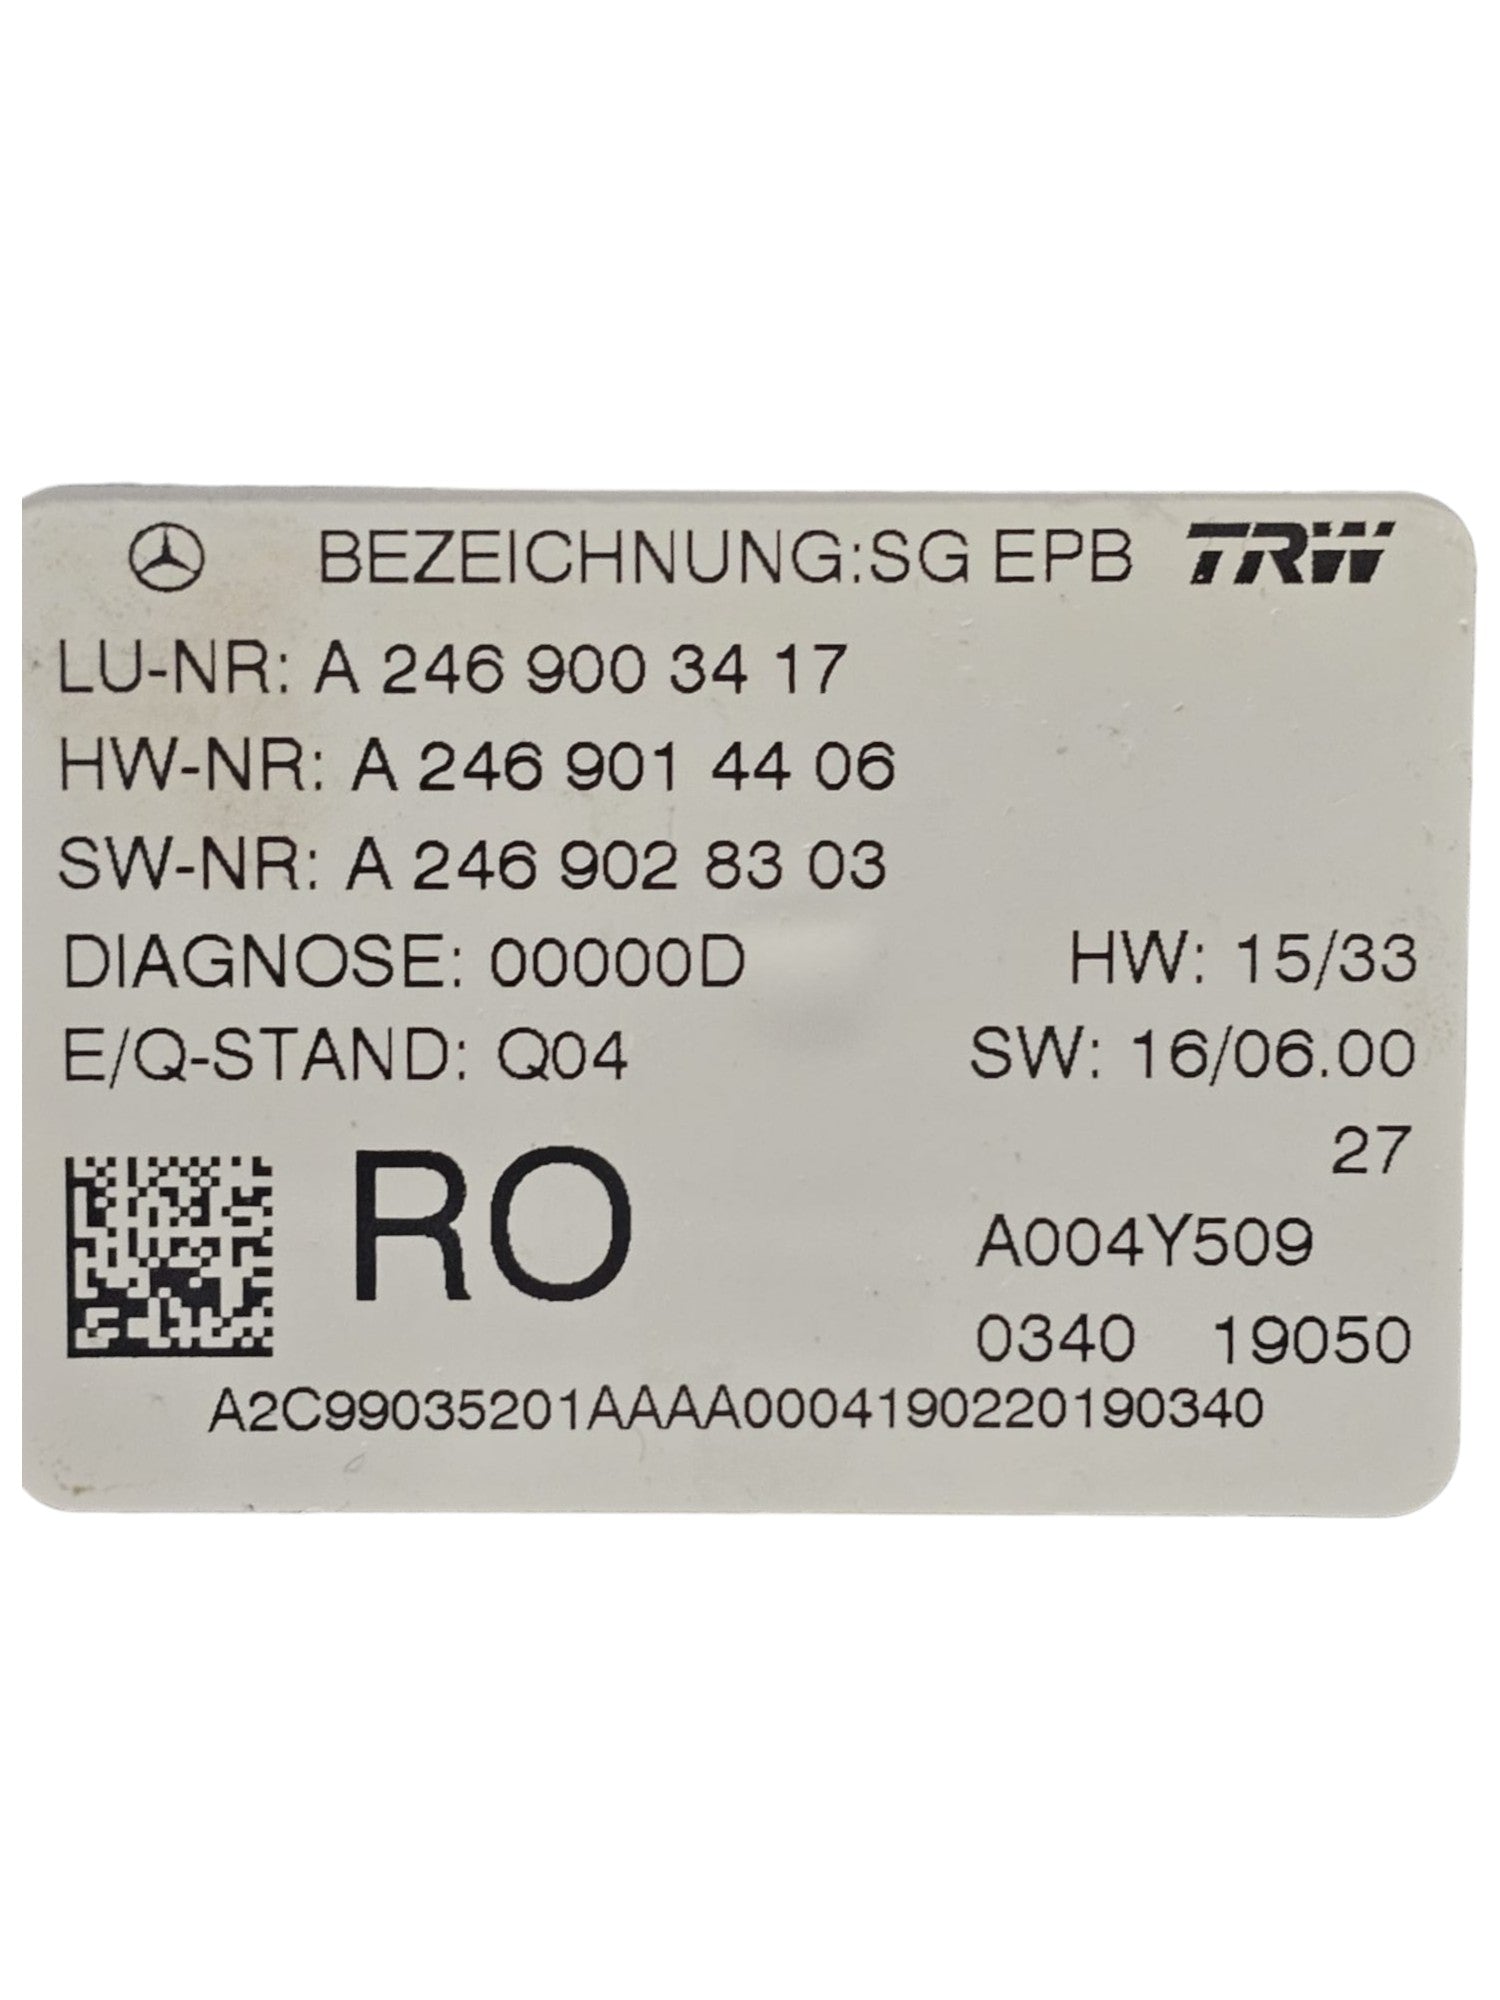 BEZEICHNUNG:SG EPB TRW
LU-NR: A 246 900 34 17
HW-NR: A 246 901 44 06
SW-NR: A 246 902 83 03
DIAGNOSE: 00000D HW: 15/33
E/Q-STAND: Q04 SW: 16/06.00
27
RO A004Y509
0340 19050
A2C99035201AAAA0004190220190340